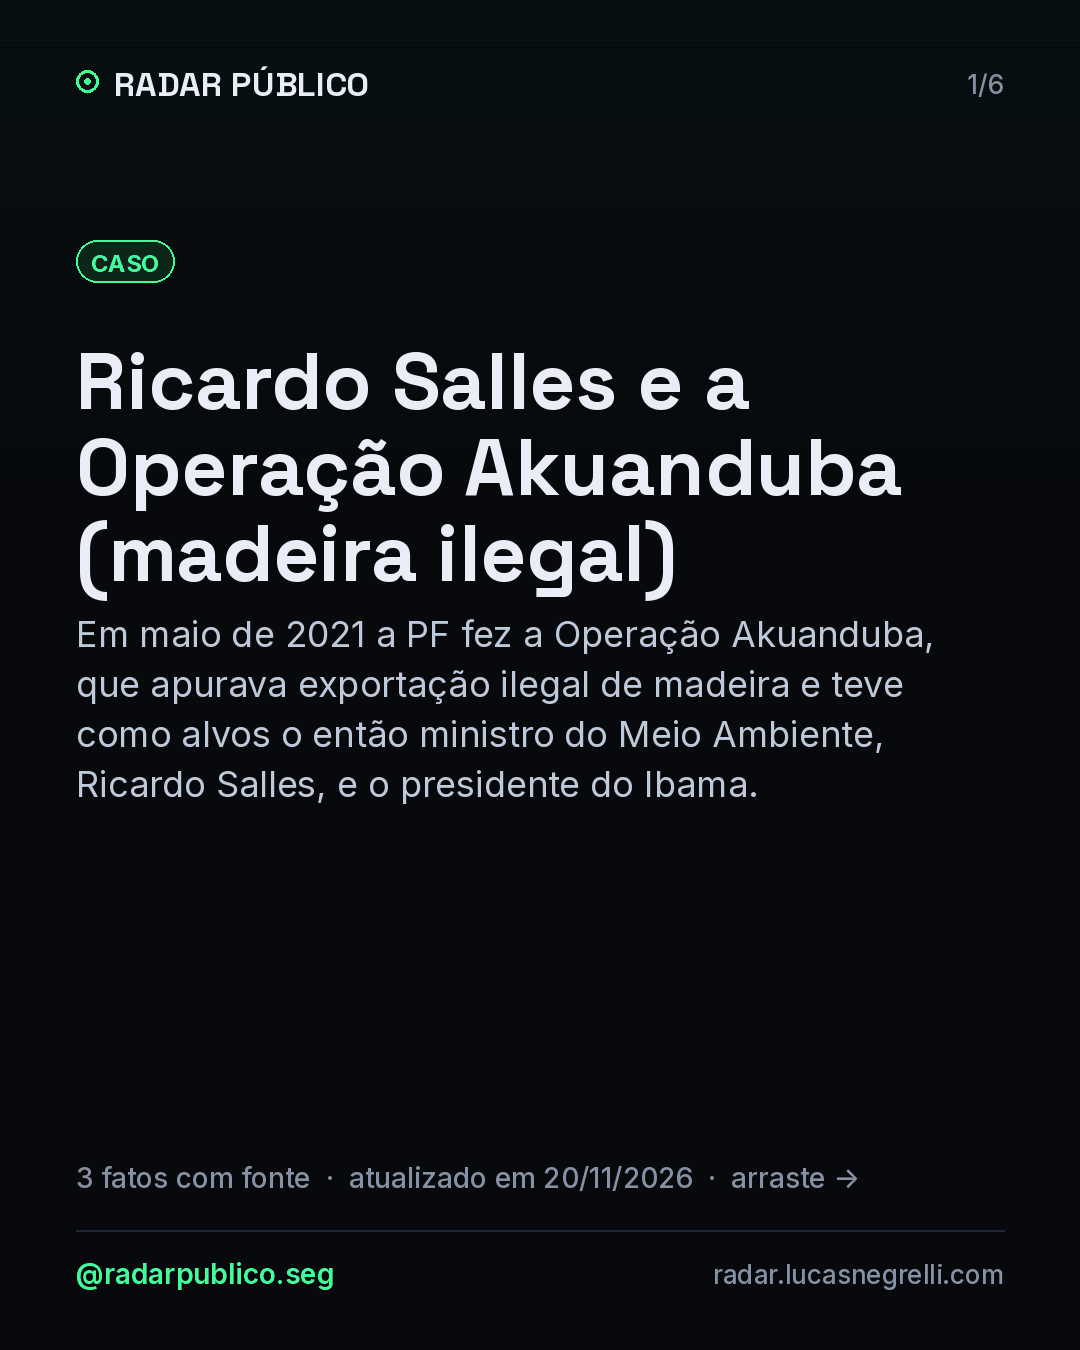 RADAR PÚBLICO
1/6
CASO
Ricardo Salles e a
Operação Akuanduba
(madeira ilegal)
Em maio de 2021 a PF fez a Operação Akuanduba,
que apurava exportação ilegal de madeira e teve
como alvos o então ministro do Meio Ambiente,
Ricardo Salles, e o presidente do Ibama.
3 fatos com fonte · atualizado em 20/11/2026 · arraste →
@radarpublico.seg
radar.lucasnegrelli.com